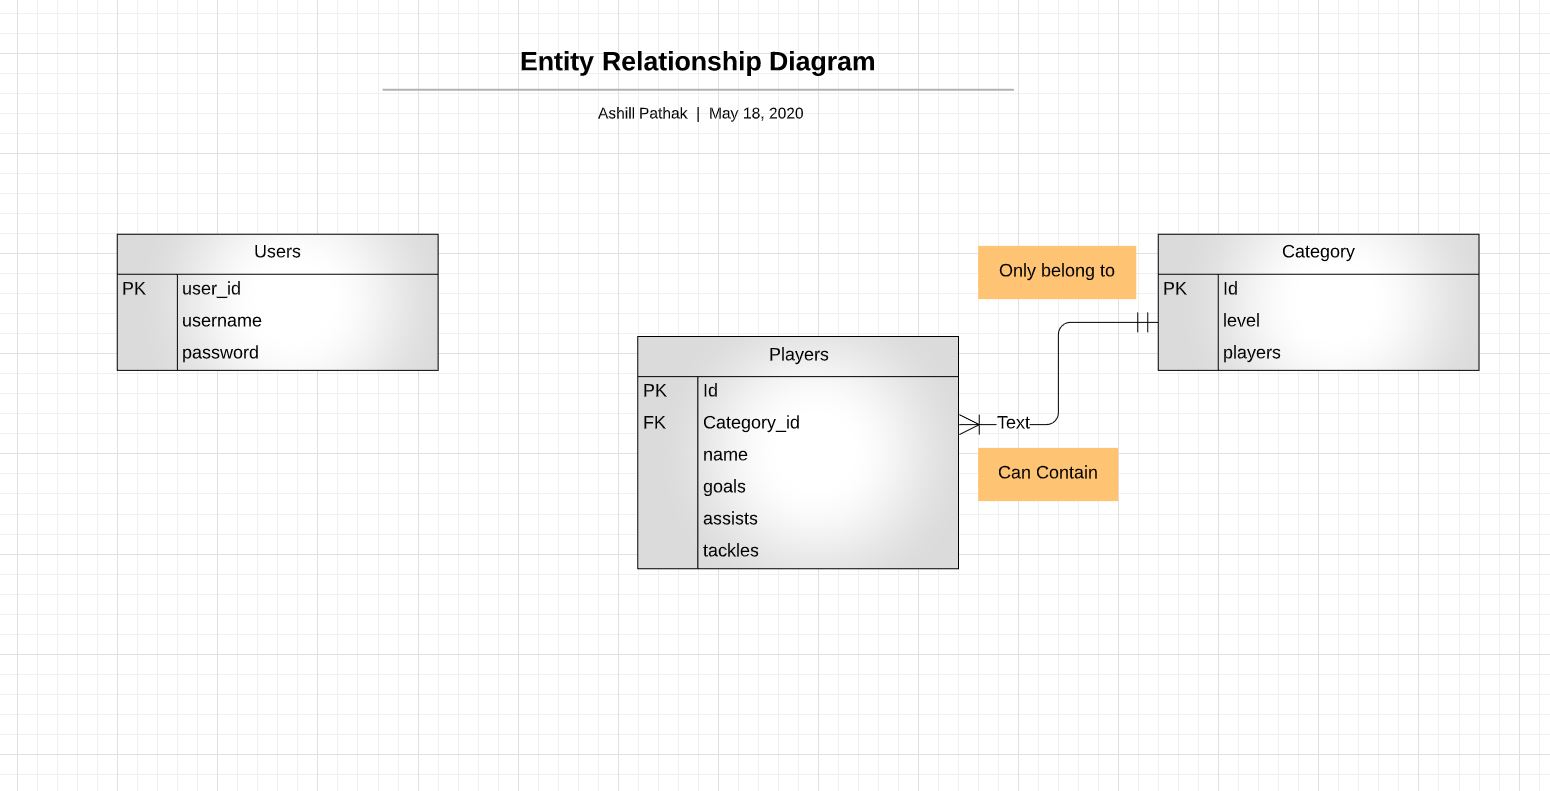 Entity Relationship Diagram
Ashill Pathak | May 18, 2020
Users
PK user_id
username
password
Players
PK Id
FK Category_id
name
goals
assists
tackles
Only belong to
Text
Can Contain
Category
PK Id
level
players